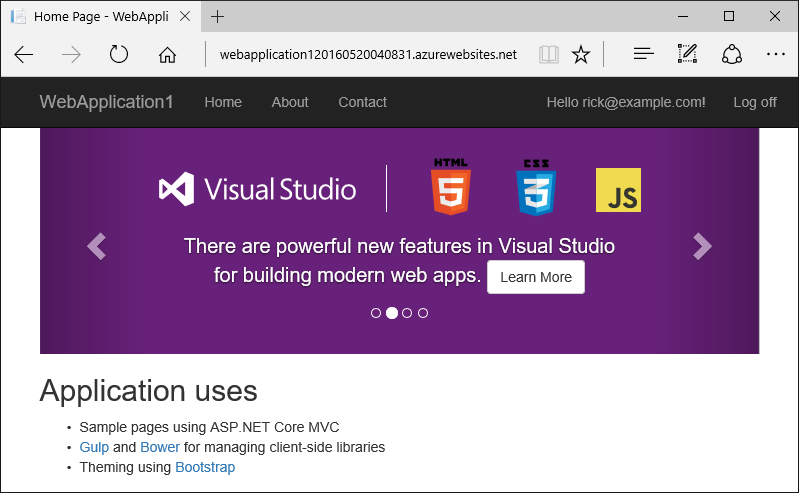 Home Page - WebAppli
webapplication120160520040831.azurewebsites.net
WebApplication1 Home About Contact Hello rick@example.com! Log off
Visual Studio HTML 5 CSS 3 JS
There are powerful new features in Visual Studio
for building modern web apps. Learn More
Application uses
• Sample pages using ASP.NET Core MVC
• Gulp and Bower for managing client-side libraries
• Theming using Bootstrap